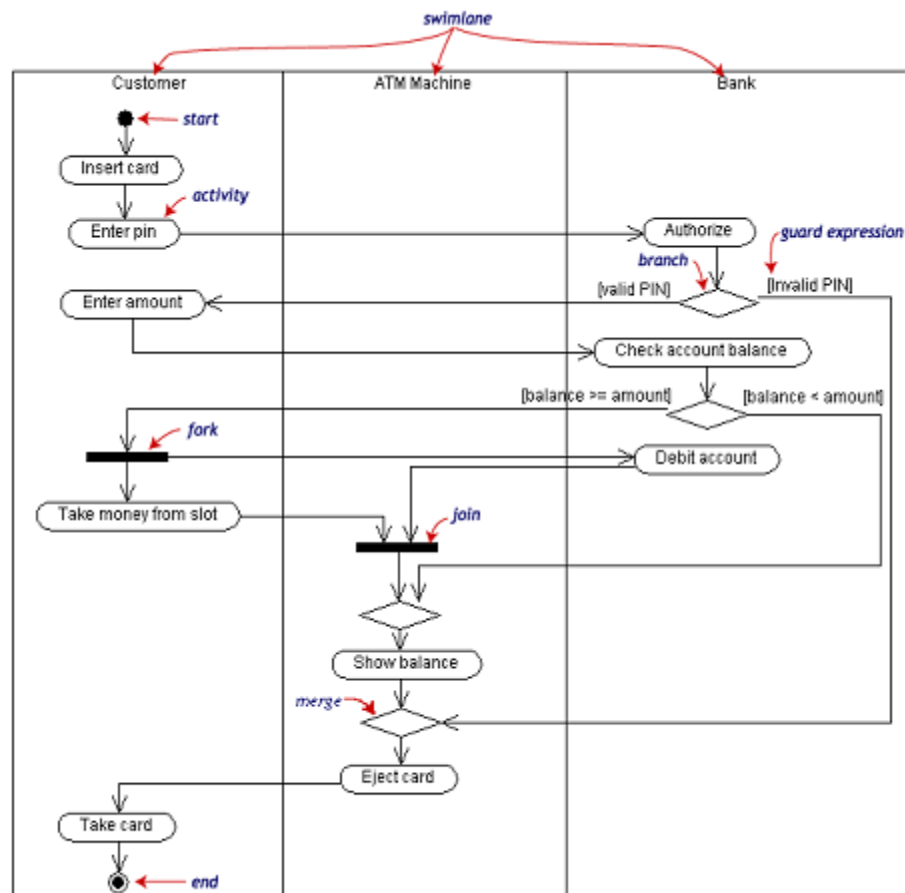 swimlane
Customer
ATM Machine
Bank
start
Insert card
activity
Enter pin
Authorize
guard expression
branch
[valid PIN]
[Invalid PIN]
Enter amount
Check account balance
[balance >= amount]
[balance < amount]
fork
Debit account
Take money from slot
join
Show balance
merge
Eject card
Take card
end